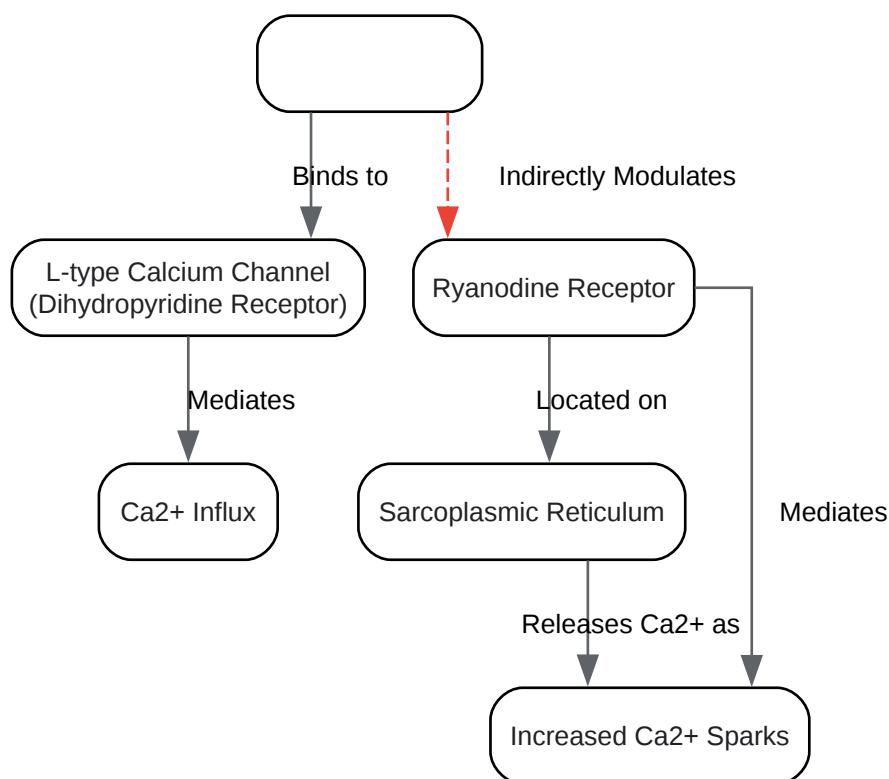 Binds to
Indirectly Modulates
L-type Calcium Channel
(Dihydropyridine Receptor)
Ryanodine Receptor
Mediates
Located on
Ca2+ Influx
Sarcoplasmic Reticulum
Mediates
Releases Ca2+ as
Increased Ca2+ Sparks